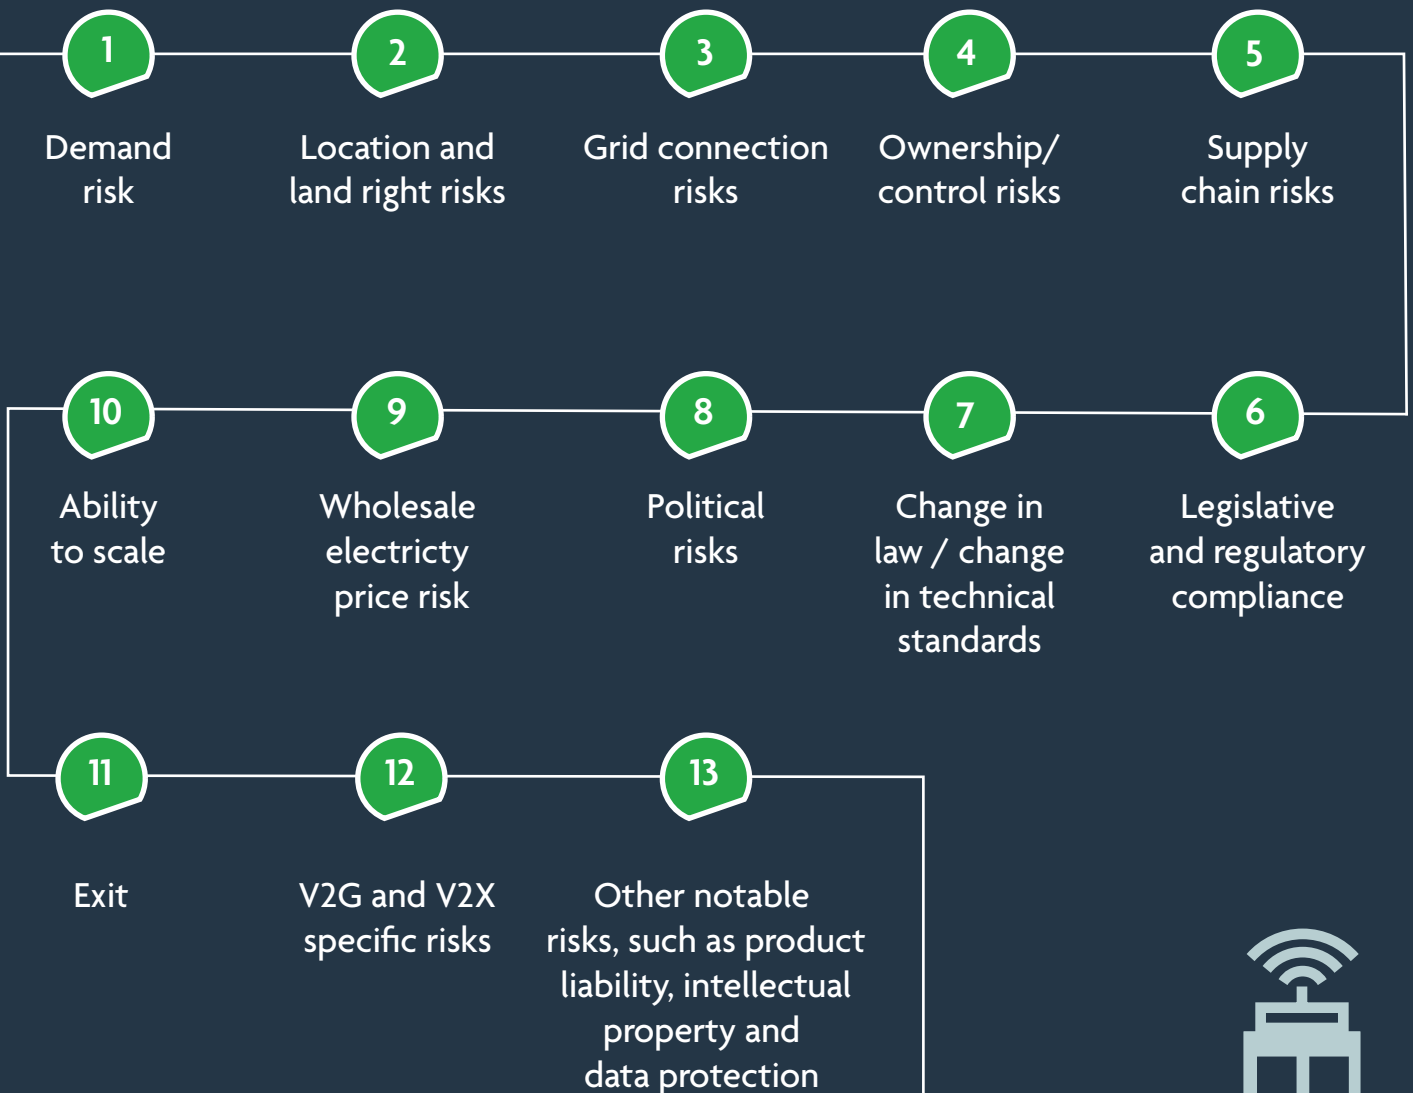 1
Demand
risk
2
Location and
land right risks
3
Grid connection
risks
4
Ownership/
control risks
5
Supply
chain risks
6
Legislative
and regulatory
compliance
7
Change in
law / change
in technical
standards
8
Political
risks
9
Wholesale
electricty
price risk
10
Ability
to scale
11
Exit
12
V2G and V2X
specific risks
13
Other notable
risks, such as product
liability, intellectual
property and
data protection